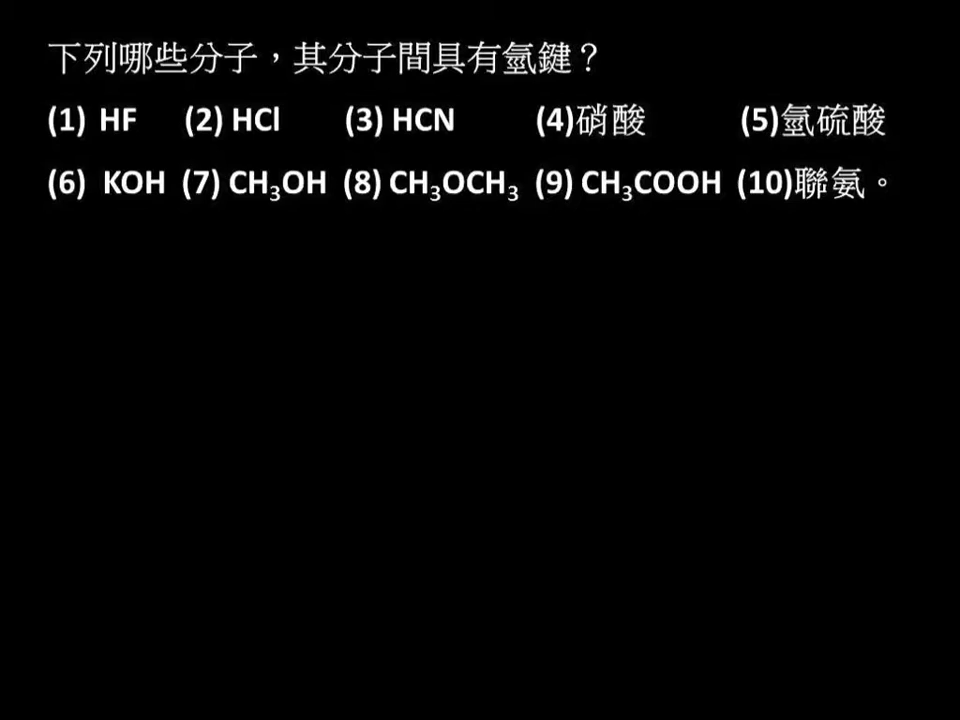 下列哪些分子，其分子間具有氫鍵？
(1) HF (2) HCl (3) HCN (4)硝酸 (5)氫硫酸
(6) KOH (7) CH₃OH (8) CH₃OCH₃ (9) CH₃COOH (10)聯氨。